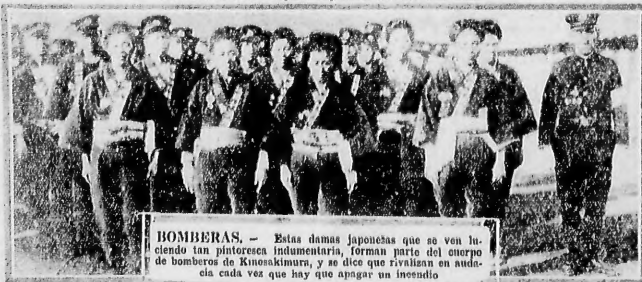 BOMBERAS. — Estas damas japonezas que se ven lu-
ciendo tan pintoresca indumentaria, forman parte del cuerpo
de bomberos de Kinosakimura, y se dice que rivalizan en auda-
cia cada vez que hay que apagar un incendio